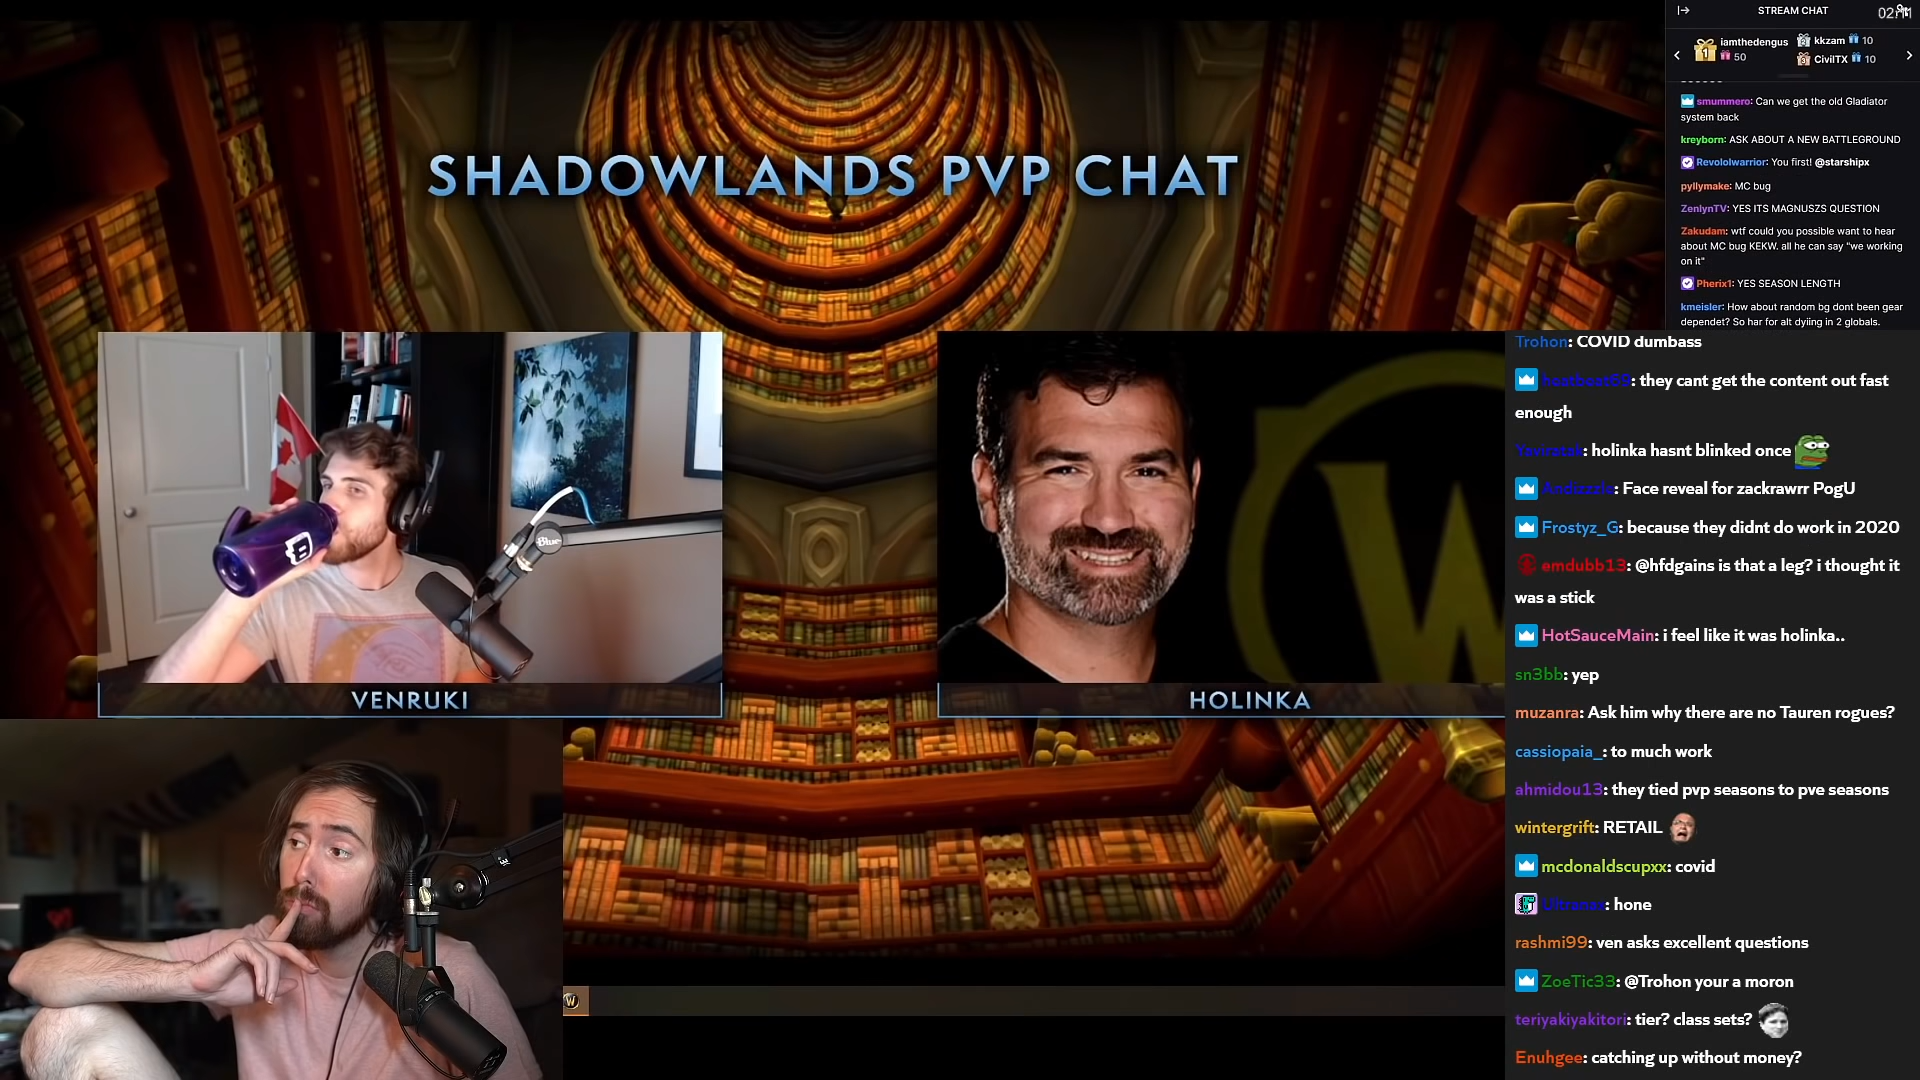 STREAM CHAT
iamthedengus
50
kkzam 10
CivilTX 10
SHADOWLANDS PVP CHAT
smummero: Can we get the old Gladiator
system back
kreyborn: ASK ABOUT A NEW BATTLEGROUND
Revololwarrior: You first! @starshipx
pyllymake: MC bug
ZenlynTV: YES ITS MAGNUSZS QUESTION
Zakudam: wtf could you possible want to hear
about MC bug KEKW. all he can say "we working
on it"
Pherix1: YES SEASON LENGTH
kmeisler: How about random bg dont been gear
dependet? So har for alt dyiing in 2 globals.
Blue
VENRUKI
HOLINKA
Trohon: COVID dumbass
: they cant get the content out fast
enough
: holinka hasnt blinked once
: Face reveal for zackrawrr PogU
Frostyz_G: because they didnt do work in 2020
emdubb13: @hfdgains is that a leg? i thought it
was a stick
HotSauceMain: i feel like it was holinka..
sn3bb: yep
muzanra: Ask him why there are no Tauren rogues?
cassiopaia_: to much work
ahmidou13: they tied pvp seasons to pve seasons
wintergrift: RETAIL
mcdonaldscupxx: covid
: hone
rashmi99: ven asks excellent questions
ZoeTic33: @Trohon your a moron
teriyakiyakitori: tier? class sets?
Enuhgee: catching up without money?